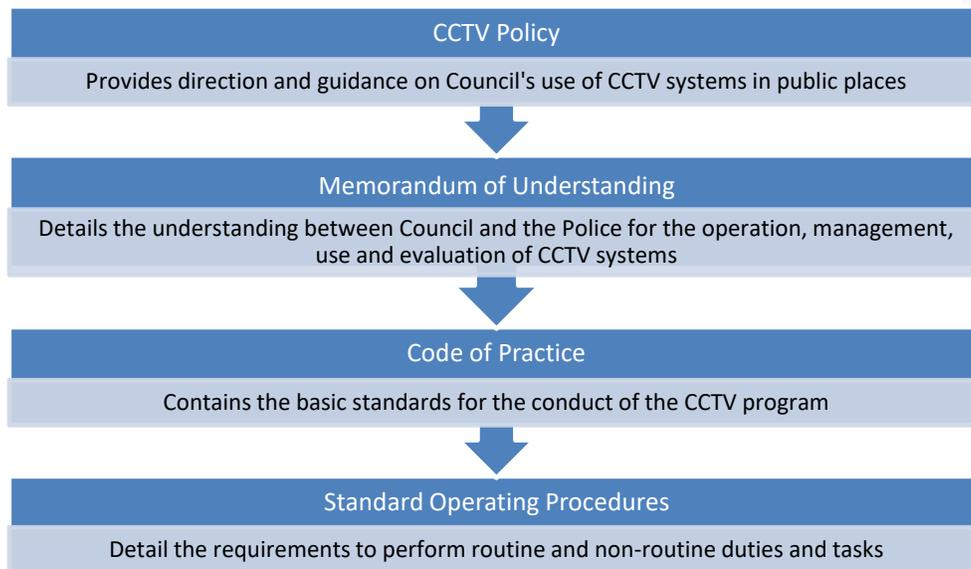 CCTV Policy
Provides direction and guidance on Council's use of CCTV systems in public places
Memorandum of Understanding
Details the understanding between Council and the Police for the operation, management,
use and evaluation of CCTV systems
Code of Practice
Contains the basic standards for the conduct of the CCTV program
Standard Operating Procedures
Detail the requirements to perform routine and non-routine duties and tasks